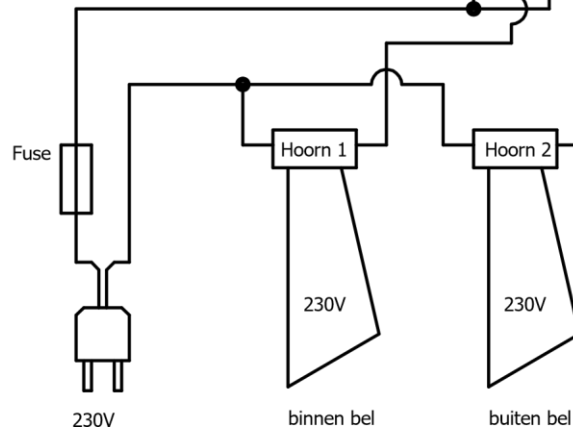 Fuse
Hoorn 1
Hoorn 2
230V
230V
230V
binnen bel
buiten bel